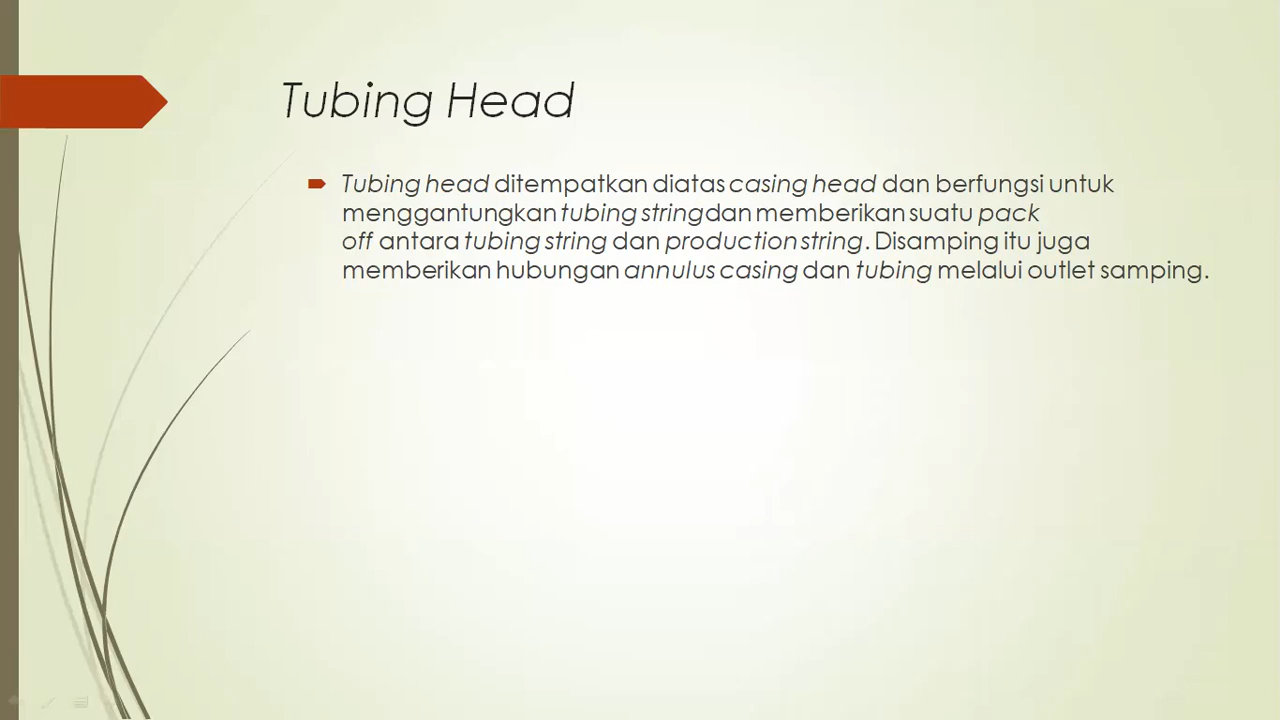 Tubing Head
Tubing head ditempatkan diatas casing head dan berfungsi untuk
menggantungkan tubing stringdan memberikan suatu pack
off antara tubing string dan production string. Disamping itu juga
memberikan hubungan annulus casing dan tubing melalui outlet samping.